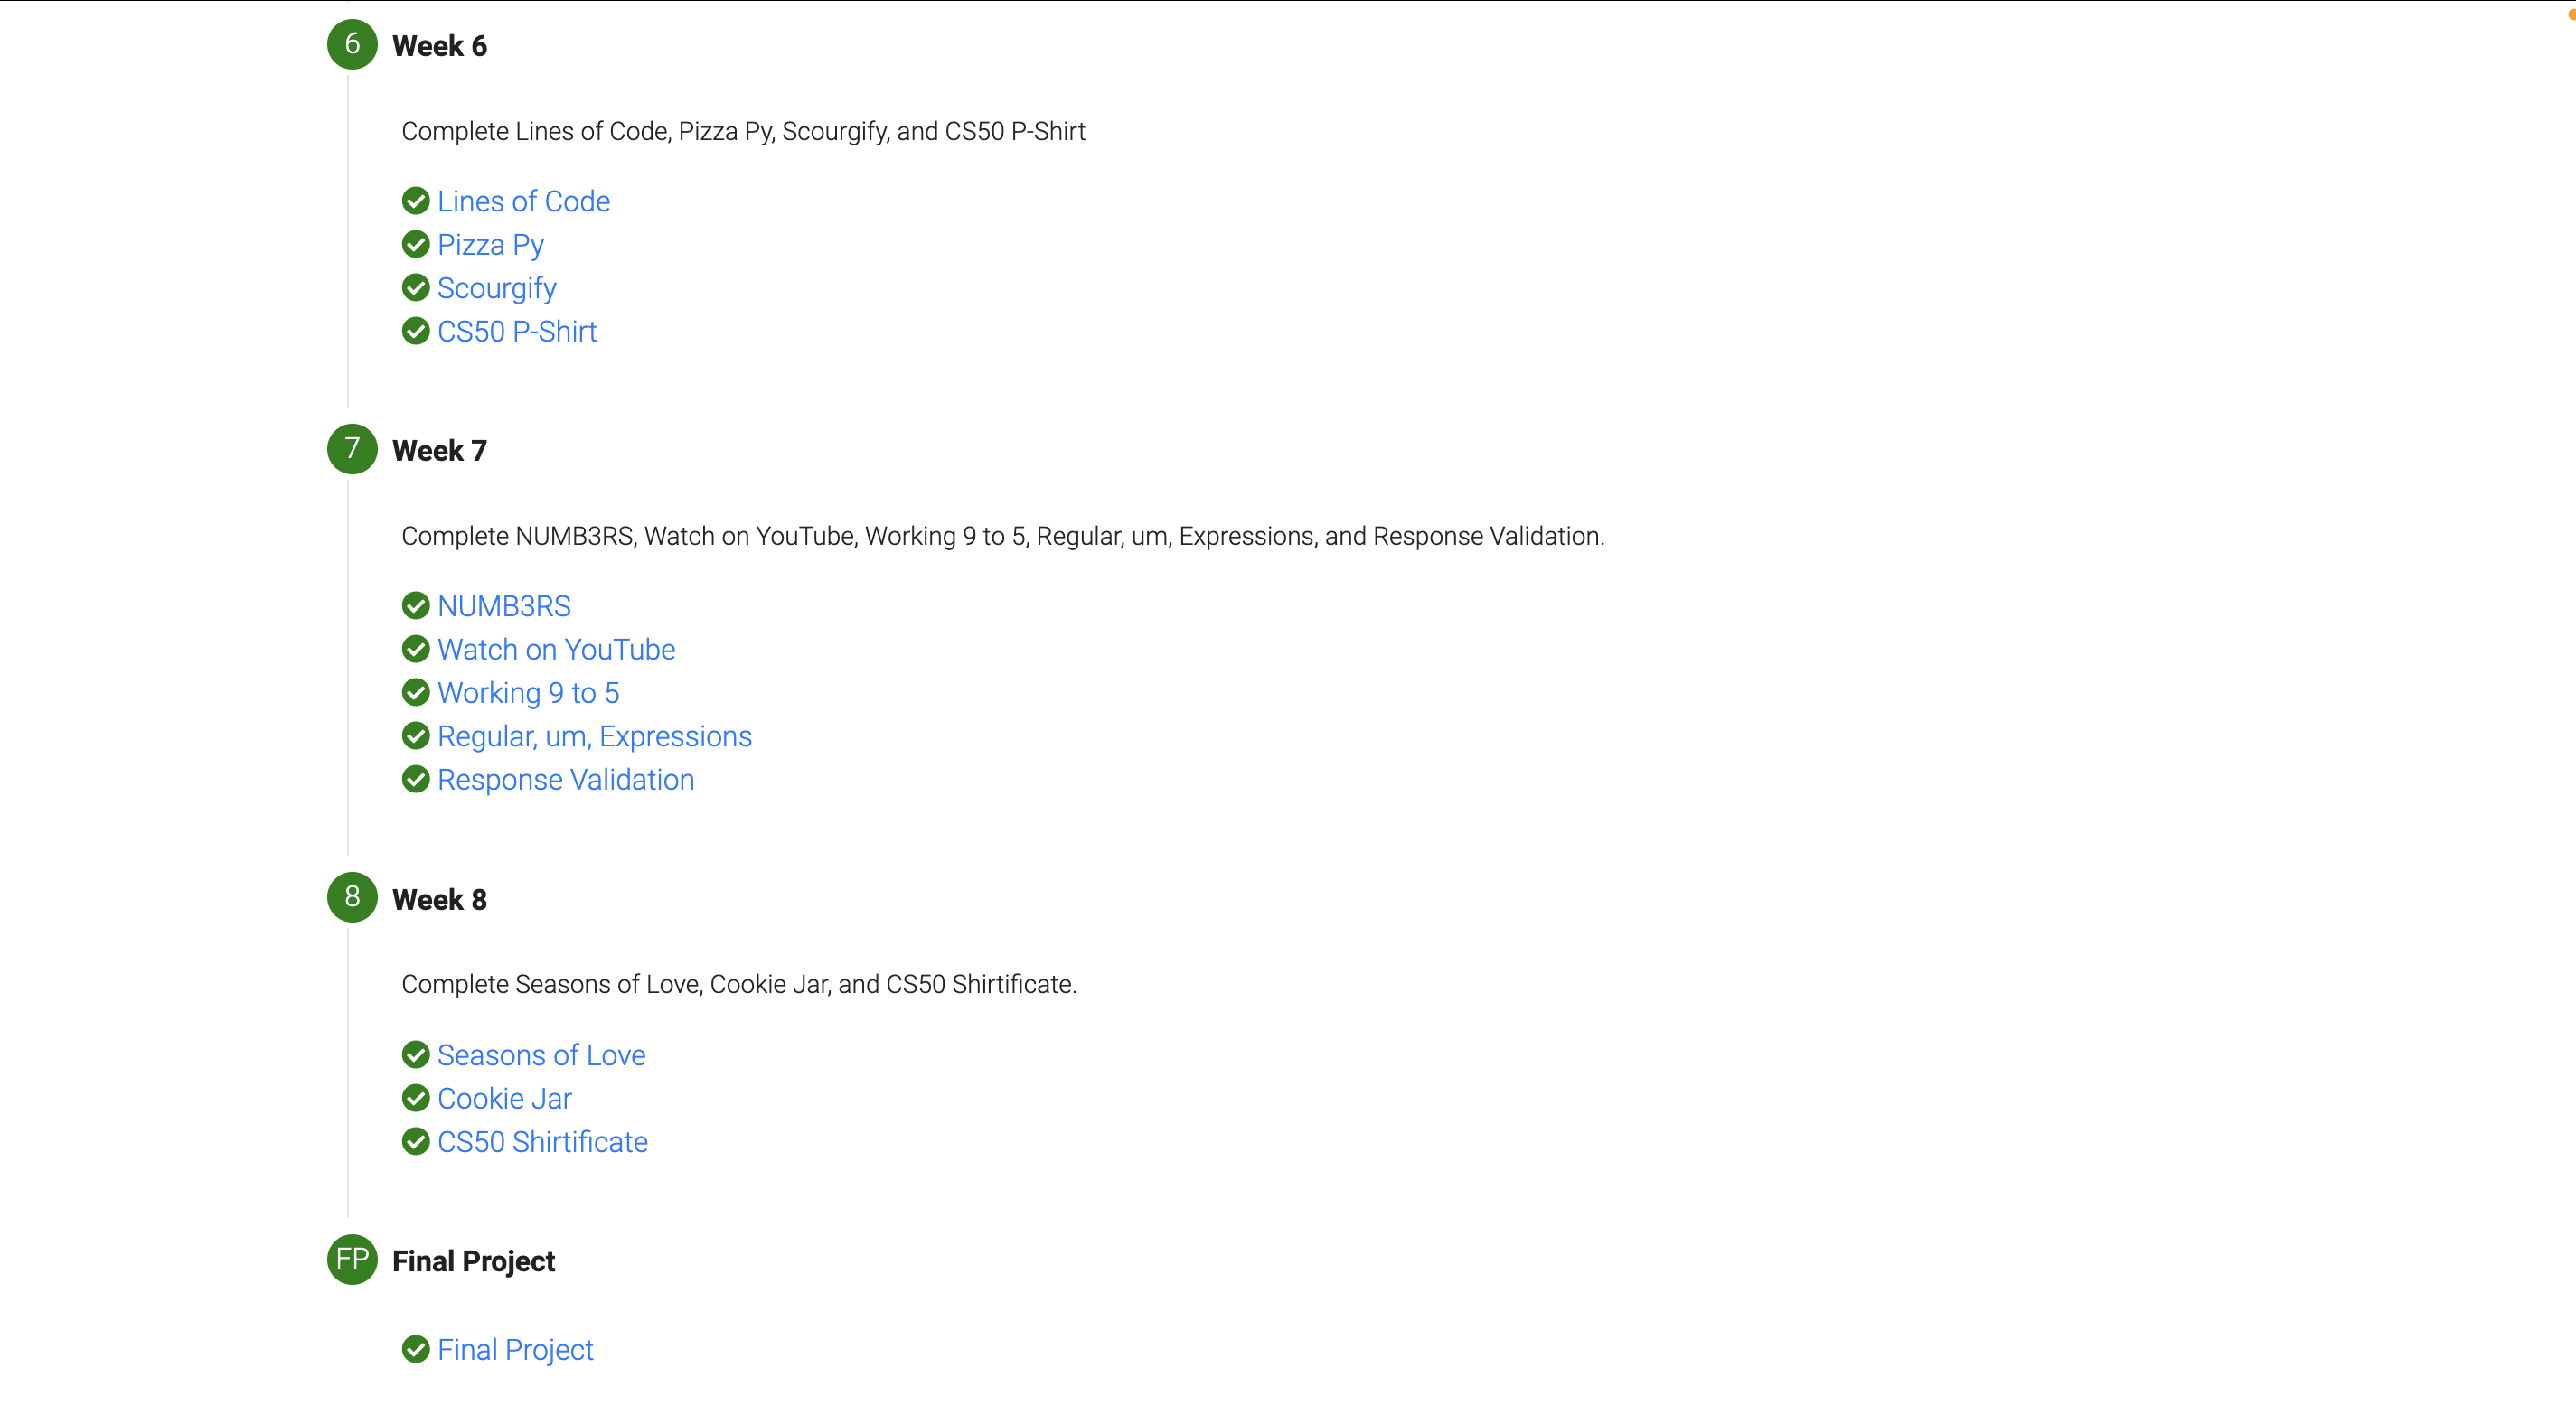 6 Week 6
Complete Lines of Code, Pizza Py, Scourgify, and CS50 P-Shirt
Lines of Code
Pizza Py
Scourgify
CS50 P-Shirt
7 Week 7
Complete NUMB3RS, Watch on YouTube, Working 9 to 5, Regular, um, Expressions, and Response Validation.
NUMB3RS
Watch on YouTube
Working 9 to 5
Regular, um, Expressions
Response Validation
8 Week 8
Complete Seasons of Love, Cookie Jar, and CS50 Shirtificate.
Seasons of Love
Cookie Jar
CS50 Shirtificate
FP Final Project
Final Project